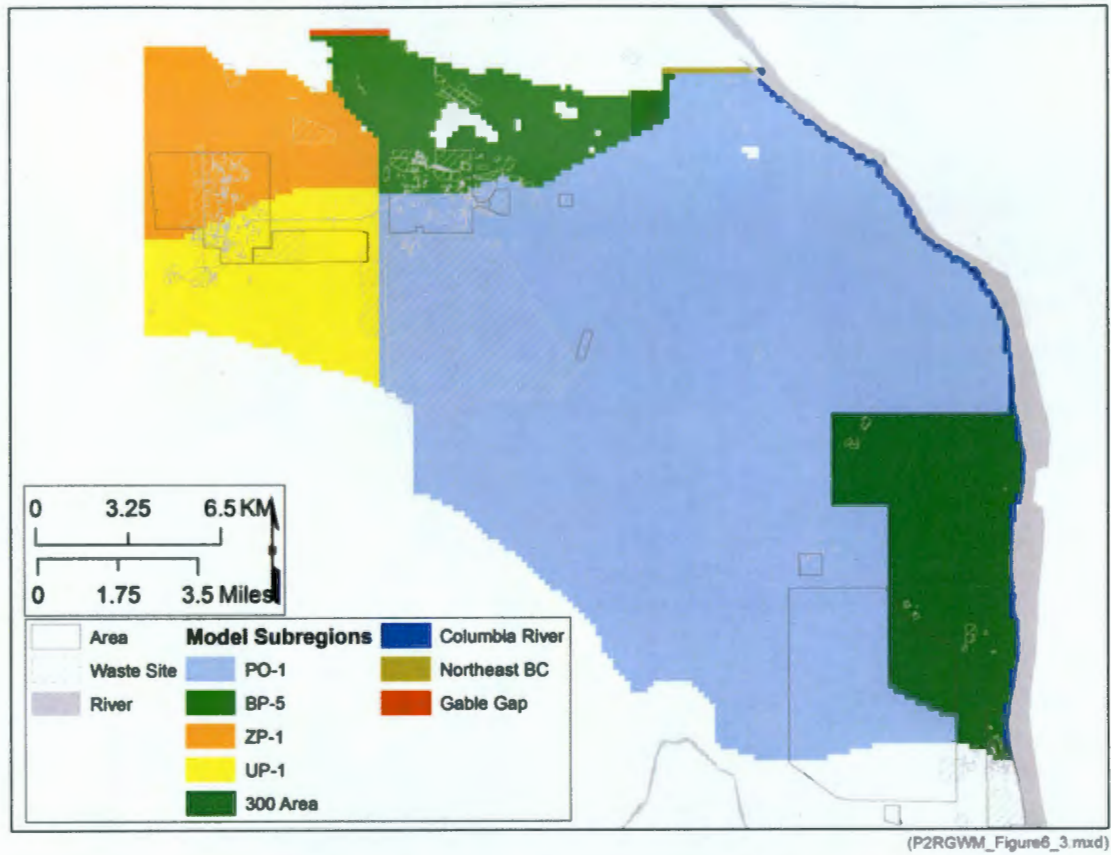 0 3.25 6.5 KM
0 1.75 3.5 Miles
Area
Waste Site
River
Model Subregions
PO-1
BP-5
ZP-1
UP-1
300 Area
Columbia River
Northeast BC
Gable Gap
(P2RGWM_Figure6_3.mxd)